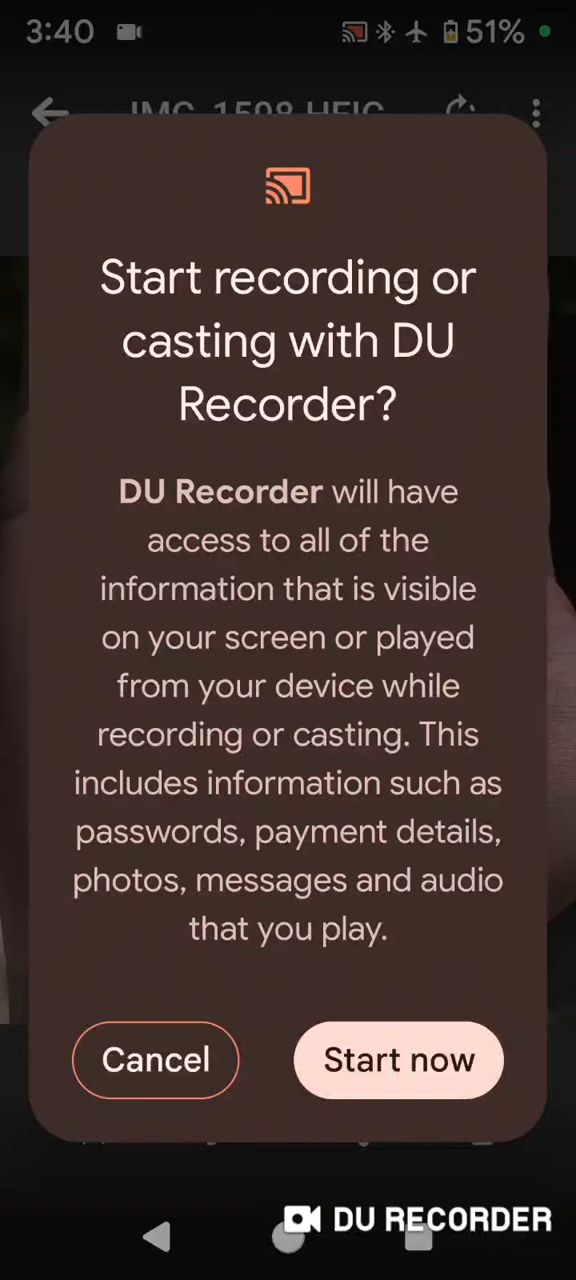 3:40 51%
IMG_1598.HEIC
Start recording or
casting with DU
Recorder?
DU Recorder will have
access to all of the
information that is visible
on your screen or played
from your device while
recording or casting. This
includes information such as
passwords, payment details,
photos, messages and audio
that you play.
Cancel Start now
DU RECORDER